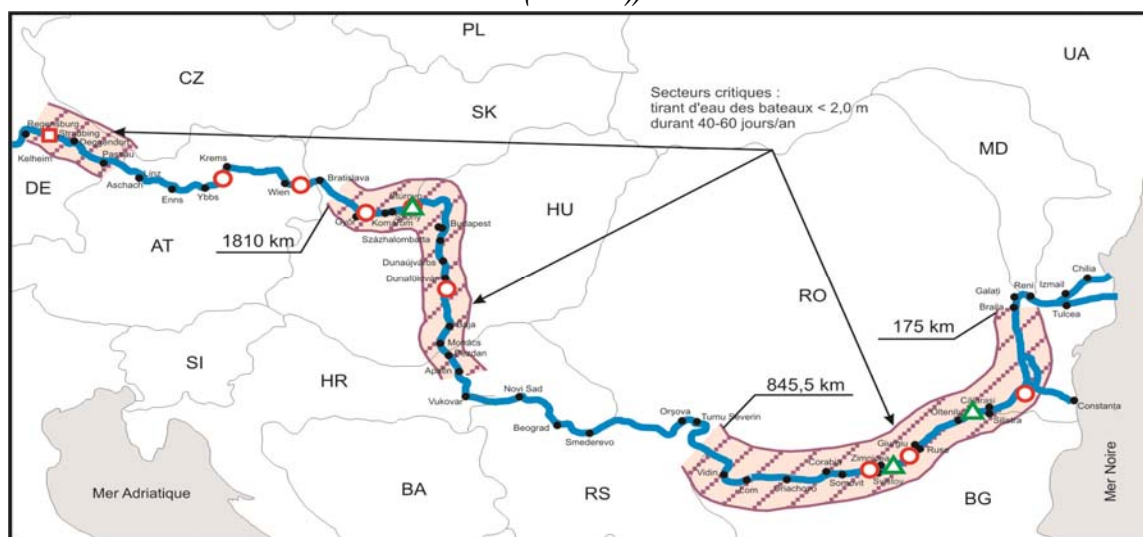 PL
UA
CZ
Secteurs critiques :
tirant d'eau des bateaux < 2,0 m
durant 40-60 jours/an
SK
Regensburg
Straubing
Deggendorf
MD
Passau
Krems
Kelheim
Linz
Aschach
Wien
Bratislava
DE
Enns
Ybbs
HU
Győr
Komárom
Budapest
AT
1810 km
Százhalombatta
Dunaújváros
Chilia
Galați
Reni
Izmail
RO
Braila
Tulcea
175 km
Baja
SI
Mohács
Bezdan
HR
Apatin
845,5 km
Novi Sad
Vukovar
Orşova
Turnu Severin
Călărași
Constanța
Oltenița
Silistra
Beograd
Smederevo
Giurgiu
Ruse
Zimnicea
Corabia
Vidin
Somovit
Svistov
Lom
Mer Adriatique
BA
RS
BG
Mer Noire